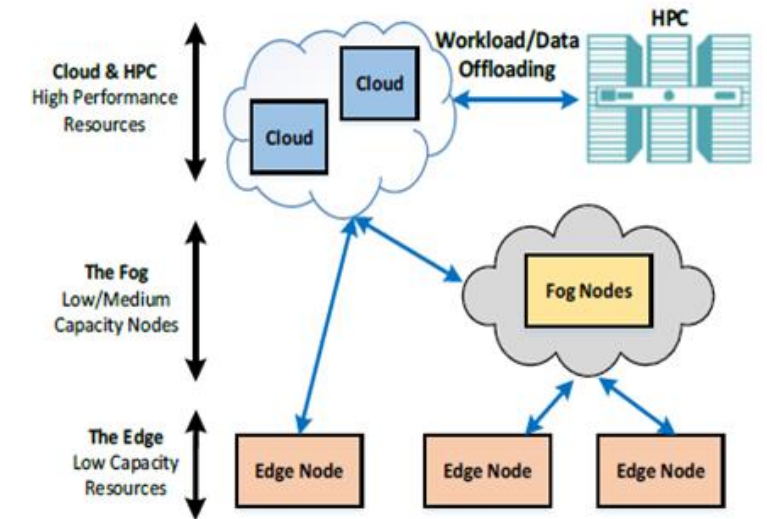 HPC
Workload/Data
Offloading
Cloud & HPC
High Performance
Resources
Cloud
Cloud
The Fog
Low/Medium
Capacity Nodes
Fog Nodes
The Edge
Low Capacity
Resources
Edge Node
Edge Node
Edge Node